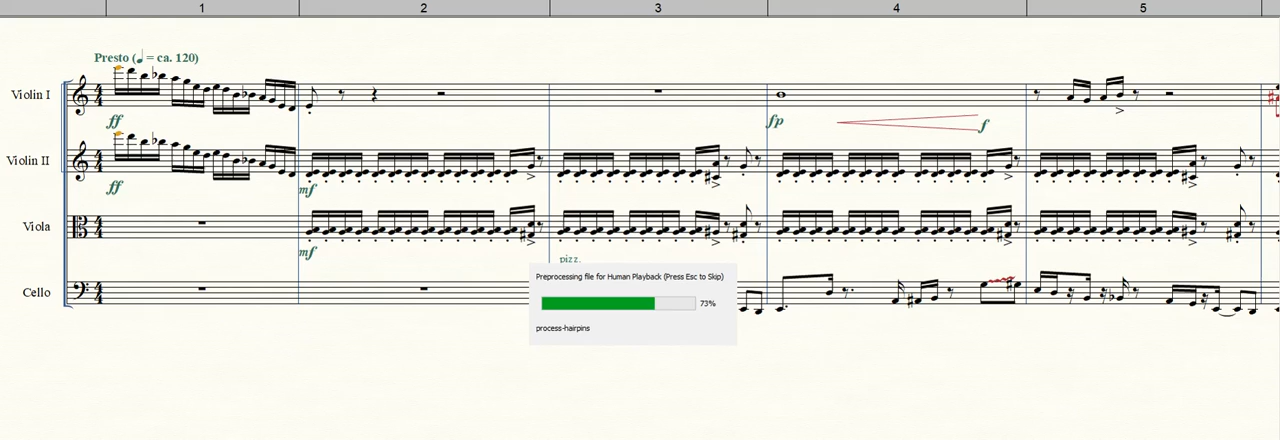 1 2 3 4 5
Presto (♩ = ca. 120)
Violin I
ff fp f
Violin II
ff mf
Viola
mf
pizz.
Preprocessing file for Human Playback (Press Esc to Skip)
73%
Cello
process-hairpins